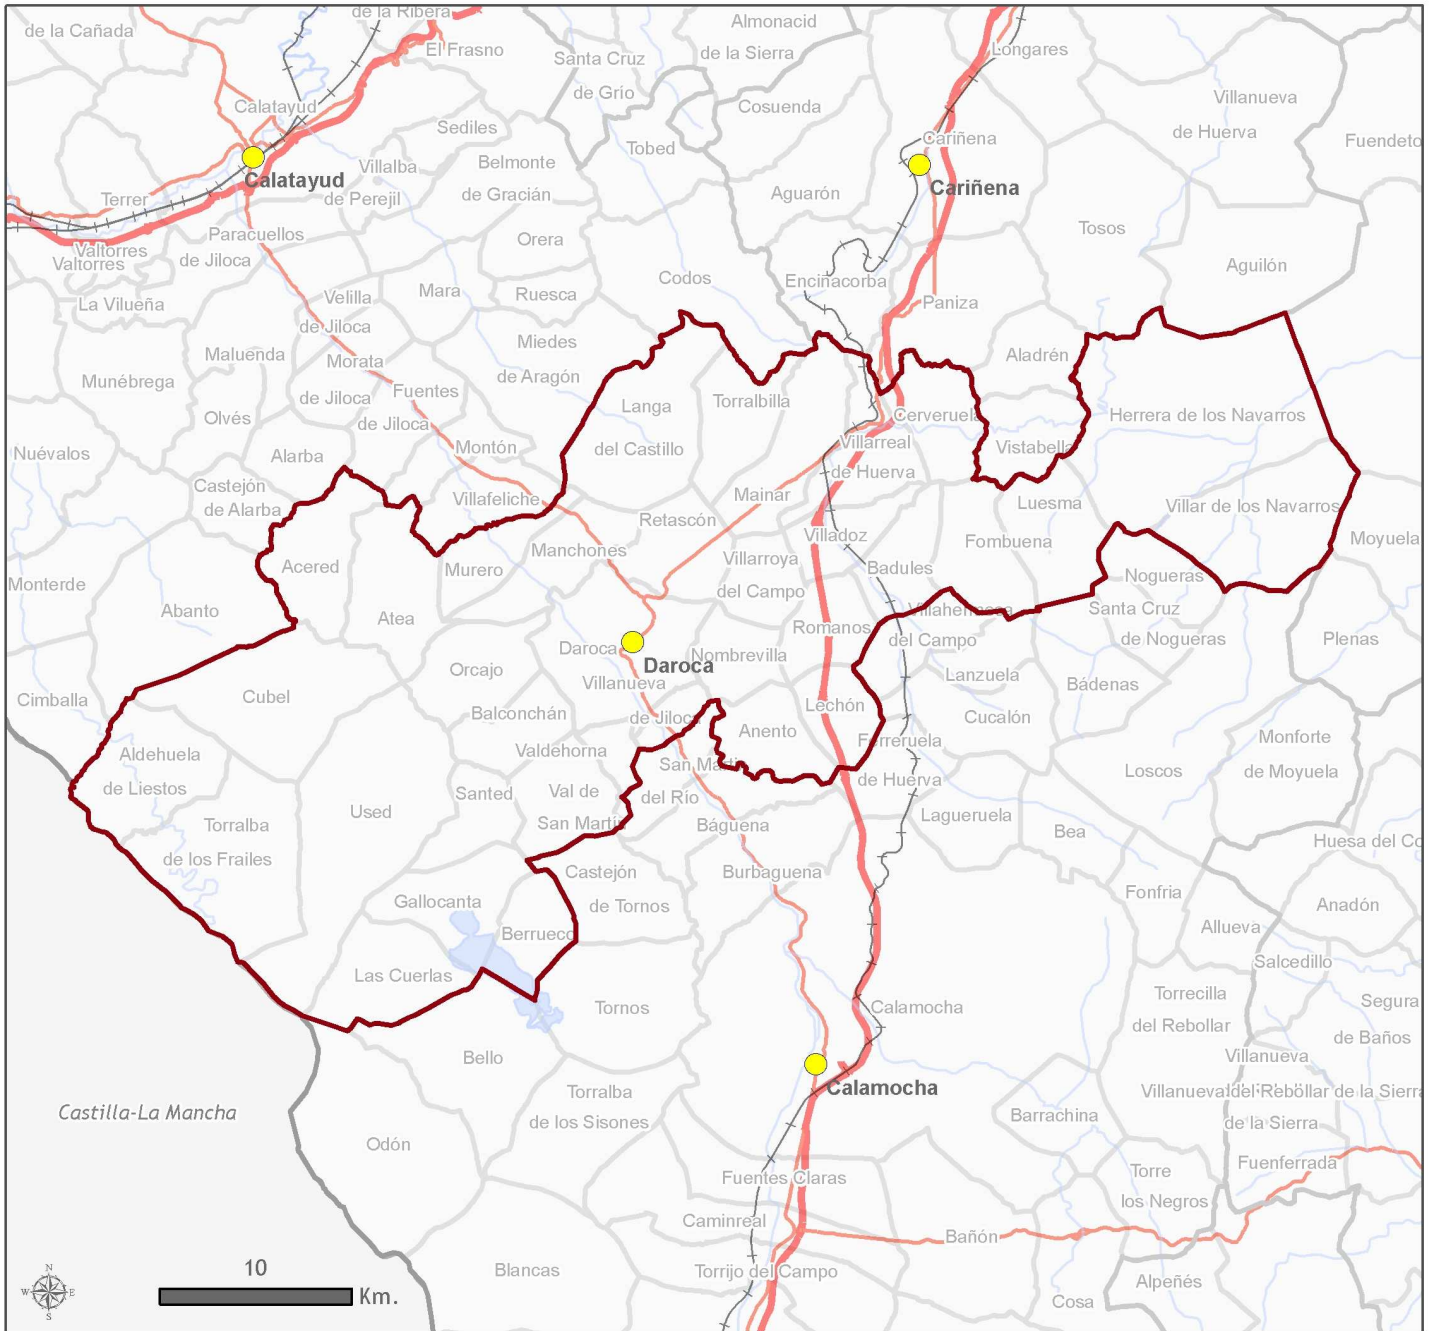 de la Ribera
de la Cañada
El Frasno
Almonacid
de la Sierra
Longares
Santa Cruz
de Grío
Calatayud
Cosuenda
Villanueva
de Huerva
Sediles
Tobed
Cariñena
Fuendeto
Villalba
de Perejil
Belmonte
de Gracián
Calatayud
Cariñena
Terrer
Aguarón
Paracuellos
de Jiloca
Valtorres
Valtorres
Orera
Tosos
Aguilón
La Vilueña
Velilla
de Jiloca
Mara
Ruesca
Codos
Encinacorba
Paniza
Maluenda
Morata
de Jiloca
Miedes
de Aragón
Aladrén
Munébrega
Fuentes
de Jiloca
Olvés
Langa
del Castillo
Torralbilla
Cerveruela
Herrera de los Navarros
Vistabella
Nuévalos
Alarba
Montón
Villarreal
de Huerva
Castejón
de Alarba
Villafeliche
Mainar
Retascón
Luesma
Villar de los Navarros
Villadoz
Fombuena
Moyuela
Manchones
Villarroya
del Campo
Badules
Acered
Murero
Nogueras
Monterde
Abanto
Atea
Villahermosa
del Campo
Santa Cruz
de Nogueras
Romanos
Plenas
Daroca
Daroca
Nombrevilla
Orcajo
Villanueva
de Jiloca
Lanzuela
Bádenas
Cimballa
Cubel
Balconchán
Lechón
Cucalón
Anento
Aldehuela
de Liestos
Valdehorna
Ferreruela
de Huerva
Monforte
de Moyuela
San Martín
del Río
Loscos
Santed
Val de
San Martín
Used
Torralba
de los Frailes
Báguena
Lagueruela
Bea
Huesa del Co
Castejón
de Tornos
Burbaguena
Gallocanta
Fonfria
Anadón
Berrueco
Allueva
Las Cuerlas
Salcedillo
Tornos
Calamocha
Torrecilla
del Rebollar
Segura
de Baños
Bello
Villanueva
Calamocha
Torralba
de los Sisones
Villanueva del Rebollar de la Sierra
de la Sierra
Castilla-La Mancha
Barrachina
Odón
Fuentes Claras
Torre
los Negros
Fuenferrada
Caminreal
Bañón
Blancas
Torrijo del Campo
Alpeñés
Cosa
N
W E
S
10
Km.